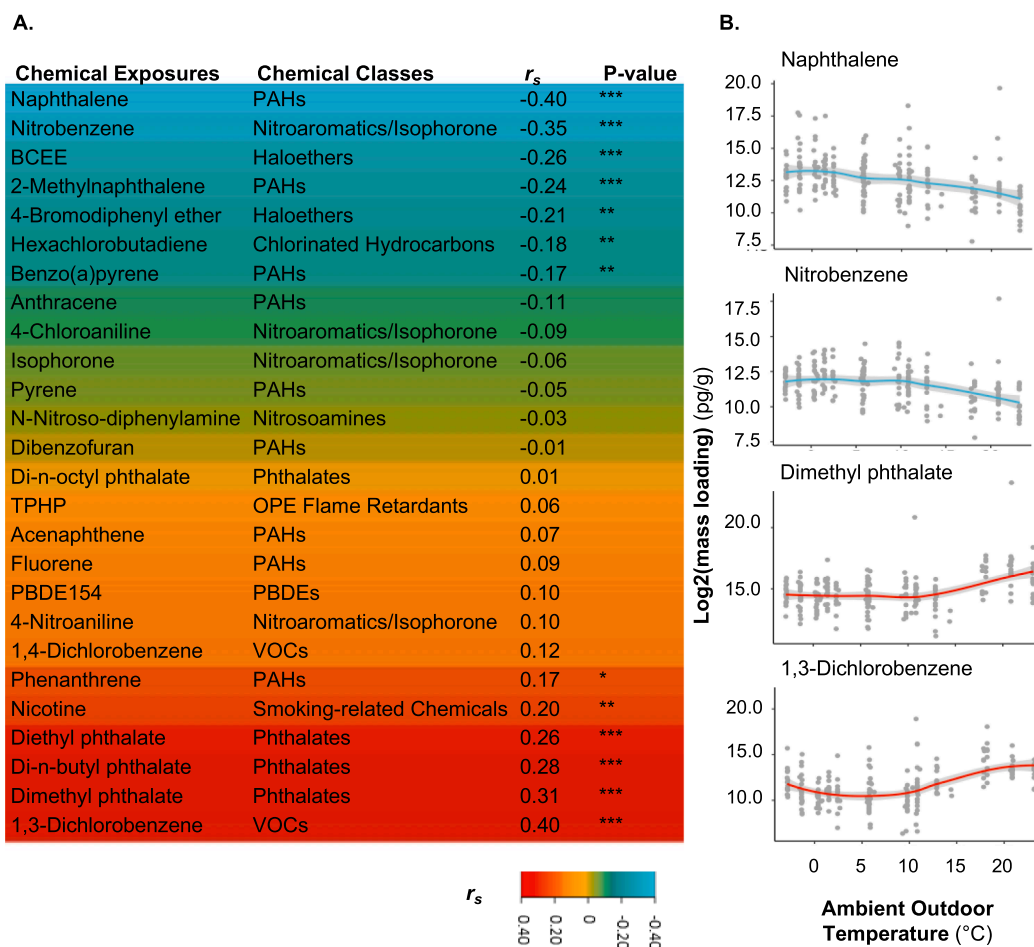 A.
Chemical Exposures Chemical Classes rs P-value
Naphthalene PAHs -0.40 ***
Nitrobenzene Nitroaromatics/Isophorone -0.35 ***
BCEE Haloethers -0.26 ***
2-Methylnaphthalene PAHs -0.24 ***
4-Bromodiphenyl ether Haloethers -0.21 **
Hexachlorobutadiene Chlorinated Hydrocarbons -0.18 **
Benzo(a)pyrene PAHs -0.17 **
Anthracene PAHs -0.11
4-Chloroaniline Nitroaromatics/Isophorone -0.09
Isophorone Nitroaromatics/Isophorone -0.06
Pyrene PAHs -0.05
N-Nitroso-diphenylamine Nitrosoamines -0.03
Dibenzofuran PAHs -0.01
Di-n-octyl phthalate Phthalates 0.01
TPHP OPE Flame Retardants 0.06
Acenaphthene PAHs 0.07
Fluorene PAHs 0.09
PBDE154 PBDEs 0.10
4-Nitroaniline Nitroaromatics/Isophorone 0.10
1,4-Dichlorobenzene VOCs 0.12
Phenanthrene PAHs 0.17 *
Nicotine Smoking-related Chemicals 0.20 **
Diethyl phthalate Phthalates 0.26 ***
Di-n-butyl phthalate Phthalates 0.28 ***
Dimethyl phthalate Phthalates 0.31 ***
1,3-Dichlorobenzene VOCs 0.40 ***
rs
0.40 0.20 0 -0.20 -0.40
B.
Log2(mass loading) (pg/g)
Naphthalene
20.0
17.5
15.0
12.5
10.0
7.5
Nitrobenzene
17.5
15.0
12.5
10.0
7.5
Dimethyl phthalate
20.0
15.0
1,3-Dichlorobenzene
20.0
15.0
10.0
0 5 10 15 20
Ambient Outdoor
Temperature (°C)